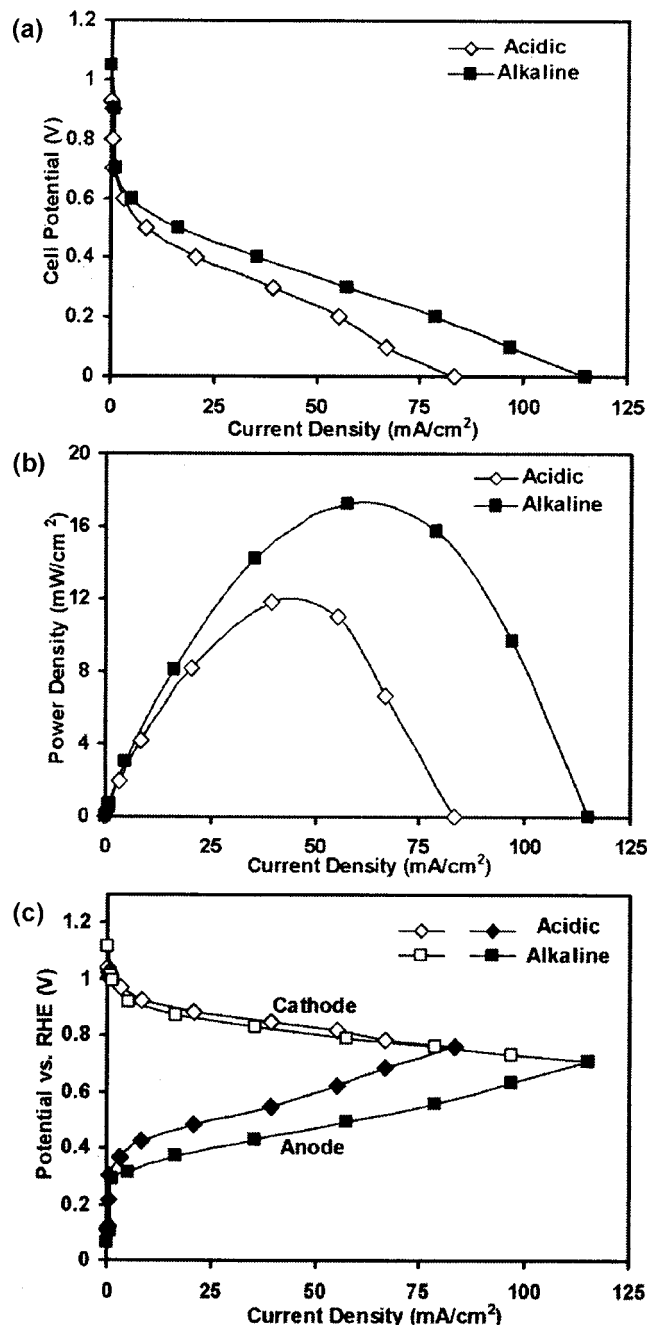 (a)
1.2
1
0.8
0.6
0.4
0.2
0
Cell Potential (V)
Acidic
Alkaline
0 25 50 75 100 125
Current Density (mA/cm²)
(b)
20
16
12
8
4
0
Power Density (mW/cm²)
Acidic
Alkaline
0 25 50 75 100 125
Current Density (mA/cm²)
(c)
1.2
1
0.8
0.6
0.4
0.2
0
Potential vs. RHE (V)
Acidic
Alkaline
Cathode
Anode
0 25 50 75 100 125
Current Density (mA/cm²)